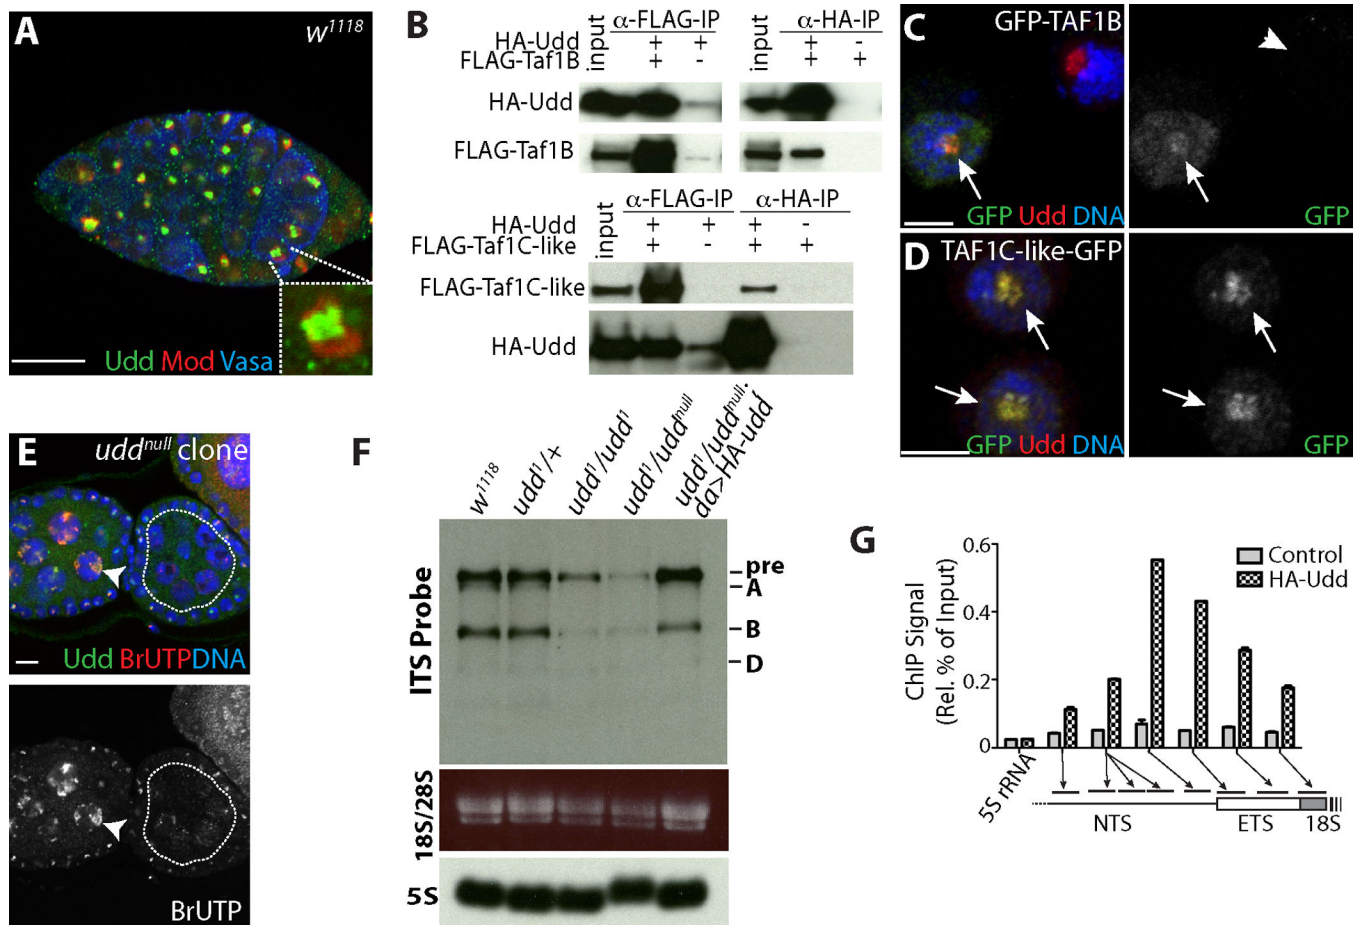 A
w1118
Udd Mod Vasa
B
α-FLAG-IP
α-HA-IP
HA-Udd
input
+ +
input
+ -
FLAG-Taf1B
+ -
+ +
HA-Udd
FLAG-Taf1B
α-FLAG-IP
α-HA-IP
HA-Udd
input
+ + + -
FLAG-Taf1C-like
+ - + +
FLAG-Taf1C-like
HA-Udd
C
GFP-TAF1B
GFP Udd DNA
GFP
D
TAF1C-like-GFP
GFP Udd DNA
GFP
E
uddnull clone
Udd BrUTP DNA
BrUTP
F
w1118
udd1/+
udd1/udd1
udd1/uddnull
udd1/uddnull;
da>HA-udd
ITS Probe
pre
A
B
D
18S/28S
5S
G
ChIP Signal
(Rel. % of Input)
0.6
0.4
0.2
0
Control
HA-Udd
5S rRNA
NTS
ETS
18S